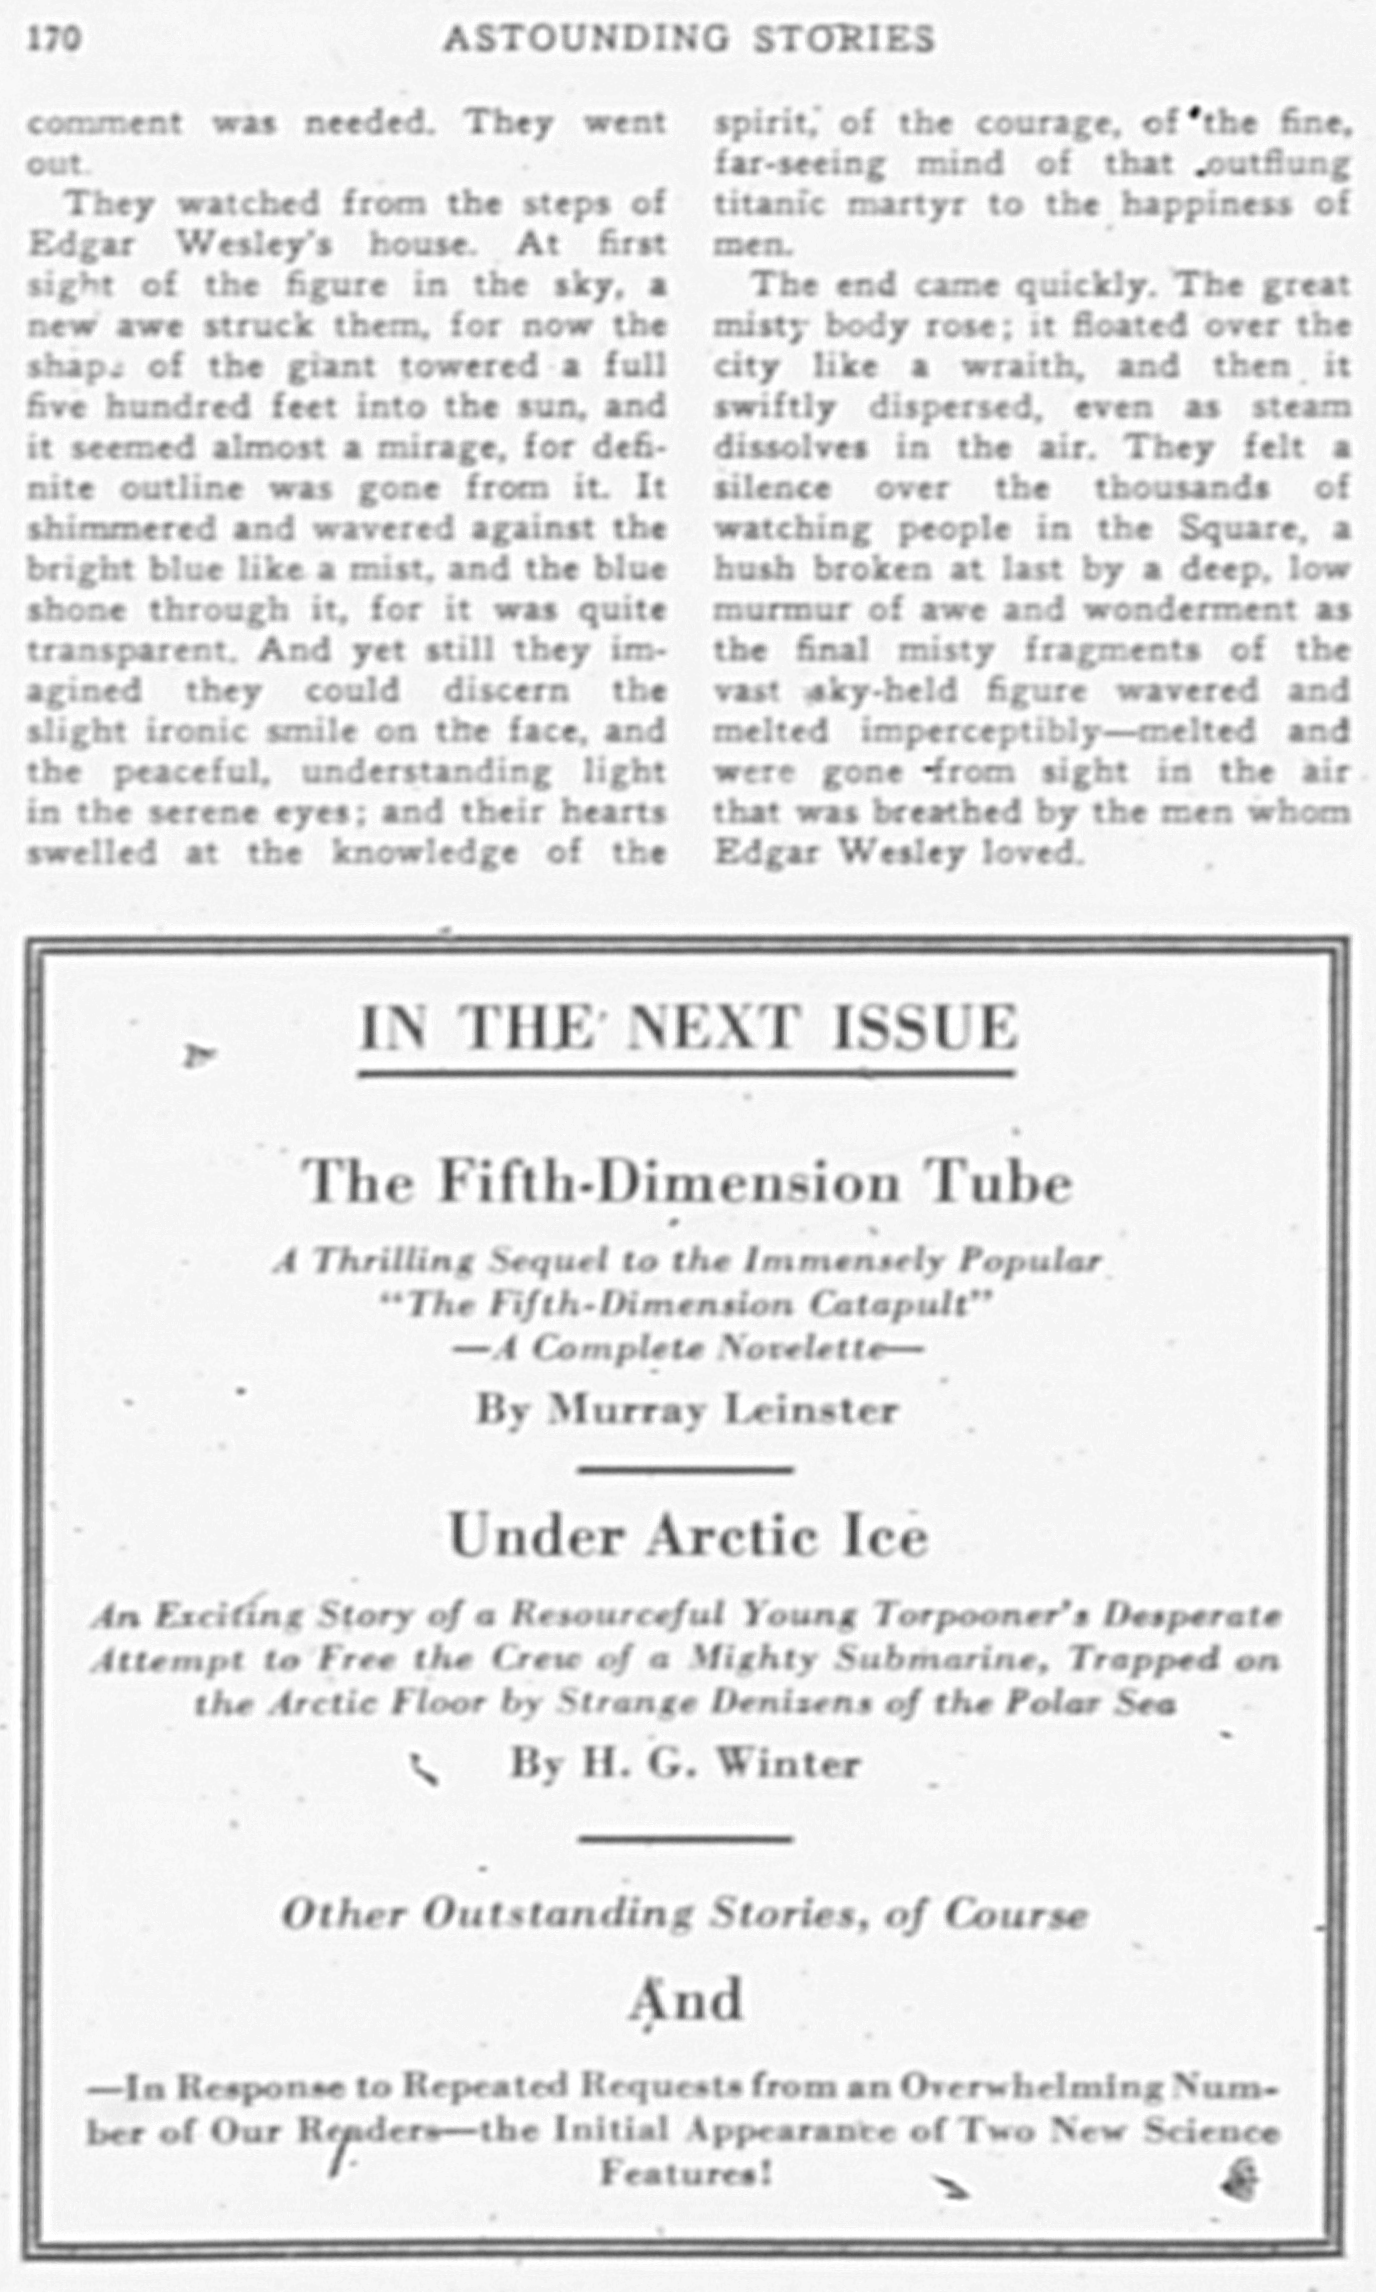 170 ASTOUNDING STORIES
comment was needed. They went
out.
They watched from the steps of
Edgar Wesley's house. At first
sight of the figure in the sky, a
new awe struck them, for now the
shape of the giant towered a full
five hundred feet into the sun, and
it seemed almost a mirage, for defi-
nite outline was gone from it. It
shimmered and wavered against the
bright blue like a mist, and the blue
shone through it, for it was quite
transparent. And yet still they im-
agined they could discern the
slight ironic smile on the face, and
the peaceful, understanding light
in the serene eyes; and their hearts
swelled at the knowledge of the
spirit, of the courage, of the fine,
far-seeing mind of that outflung
titanic martyr to the happiness of
men.
The end came quickly. The great
misty body rose; it floated over the
city like a wraith, and then it
swiftly dispersed, even as steam
dissolves in the air. They felt a
silence over the thousands of
watching people in the Square, a
hush broken at last by a deep, low
murmur of awe and wonderment as
the final misty fragments of the
vast sky-held figure wavered and
melted imperceptibly—melted and
were gone from sight in the air
that was breathed by the men whom
Edgar Wesley loved.
IN THE NEXT ISSUE
The Fifth-Dimension Tube
A Thrilling Sequel to the Immensely Popular
"The Fifth-Dimension Catapult"
—A Complete Novelette—
By Murray Leinster
Under Arctic Ice
An Exciting Story of a Resourceful Young Torpooner's Desperate
Attempt to Free the Crew of a Mighty Submarine, Trapped on
the Arctic Floor by Strange Denizens of the Polar Sea
By H. G. Winter
Other Outstanding Stories, of Course
And
—In Response to Repeated Requests from an Overwhelming Num-
ber of Our Readers—the Initial Appearance of Two New Science
Features!